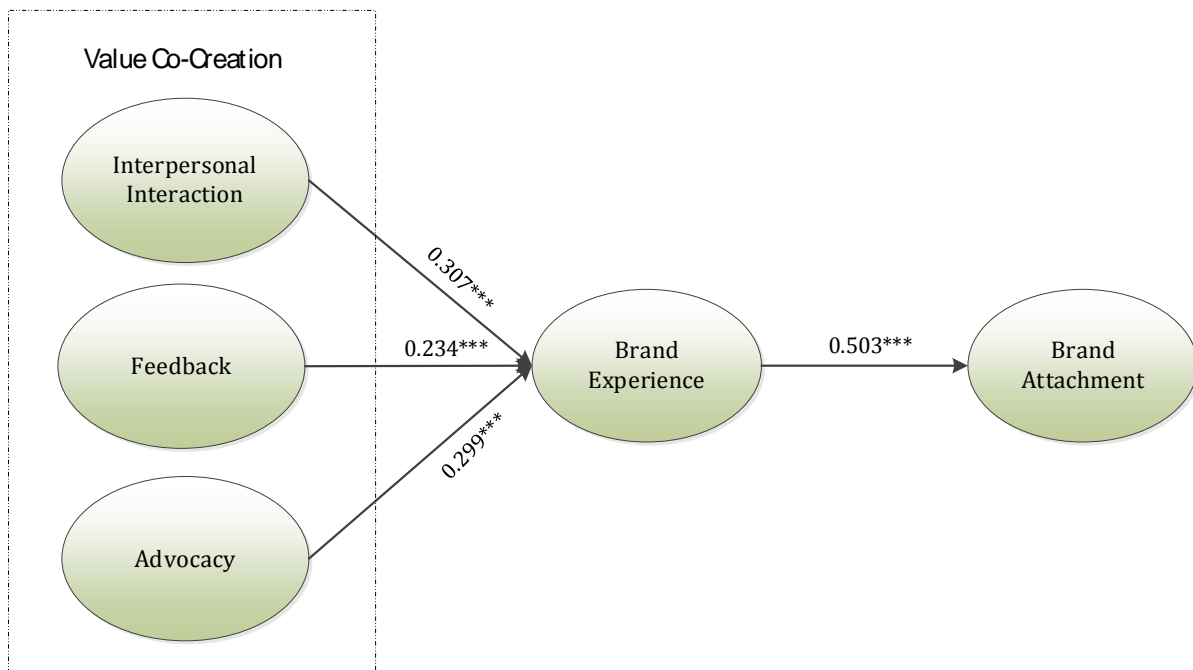 Value Co-Creation
Interpersonal
Interaction
0.307***
Feedback
0.234***
Brand
Experience
0.503***
Brand
Attachment
0.299***
Advocacy